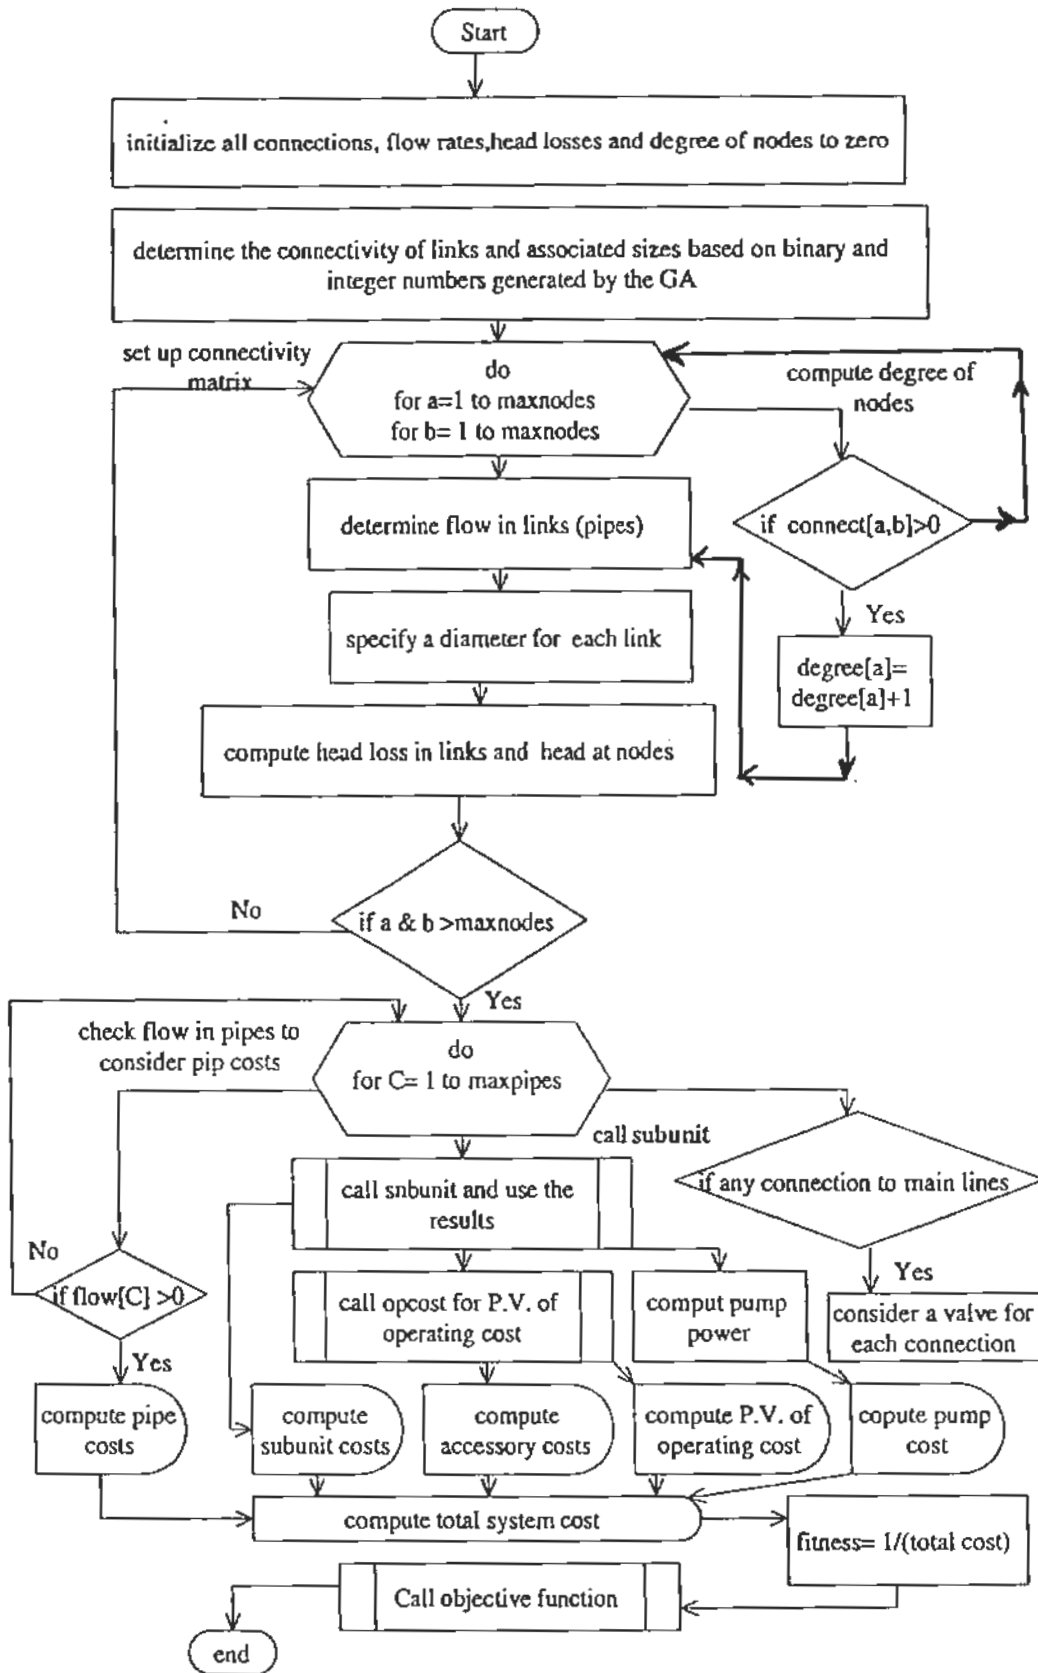 Start
initialize all connections, flow rates,head losses and degree of nodes to zero
determine the connectivity of links and associated sizes based on binary and
integer numbers generated by the GA
set up connectivity
matrix
do
for a=1 to maxnodes
for b= 1 to maxnodes
compute degree of
nodes
determine flow in links (pipes)
if connect[a,b]>0
Yes
specify a diameter for each link
degree[a]=
degree[a]+1
compute head loss in links and head at nodes
No
if a & b >maxnodes
Yes
check flow in pipes to
consider pip costs
do
for C= 1 to maxpipes
call subunit
call snbunit and use the
results
if any connection to main lines
No
if flow[C] >0
Yes
call opcost for P.V. of
operating cost
comput pump
power
Yes
consider a valve for
each connection
compute pipe
costs
compute
subunit costs
compute
accessory costs
compute P.V. of
operating cost
copute pump
cost
compute total system cost
fitness= 1/(total cost)
Call objective function
end